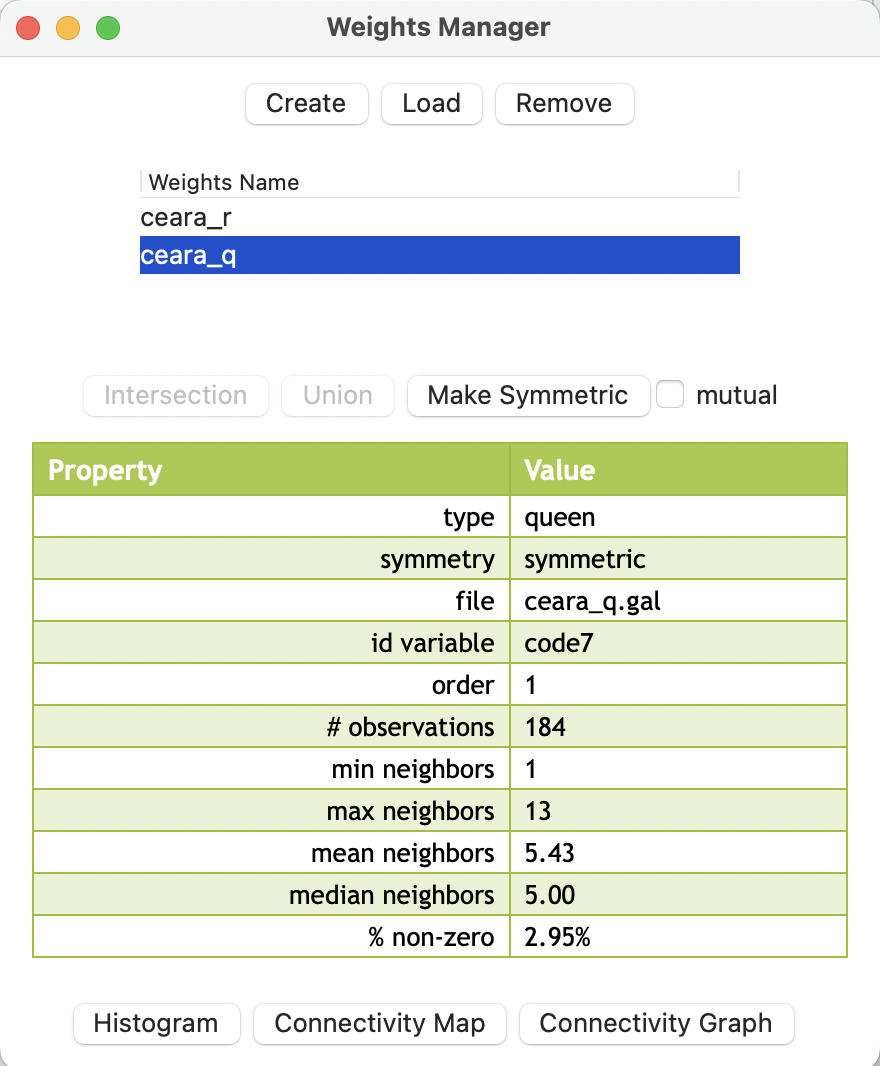 Weights Manager
Create Load Remove
Weights Name
ceara_r
ceara_q
Intersection Union Make Symmetric mutual
Property Value
type queen
symmetry symmetric
file ceara_q.gal
id variable code7
order 1
# observations 184
min neighbors 1
max neighbors 13
mean neighbors 5.43
median neighbors 5.00
% non-zero 2.95%
Histogram Connectivity Map Connectivity Graph